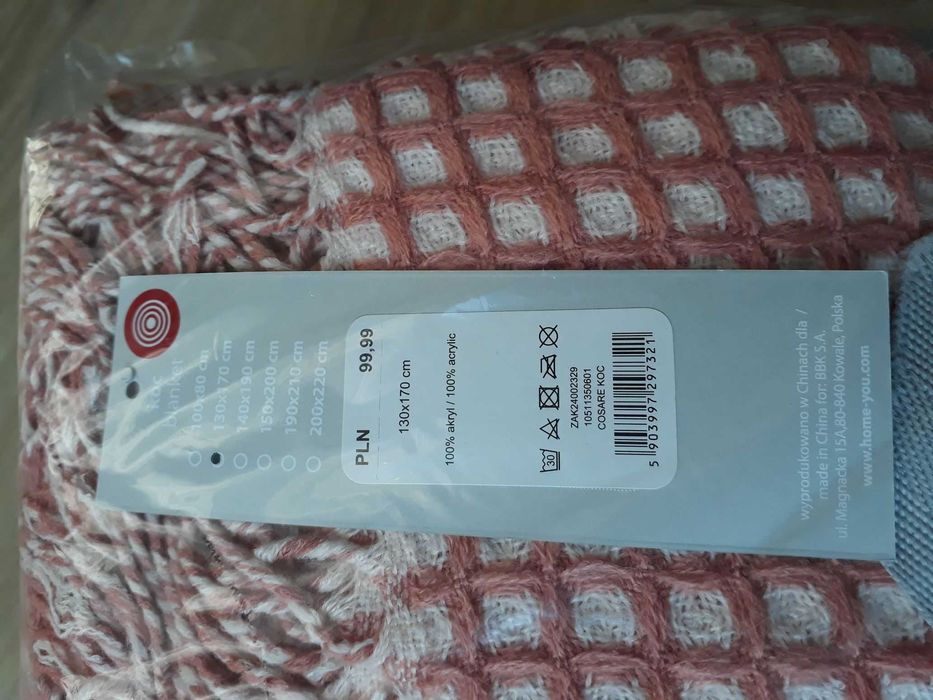 koc
blanket
100x80 cm
130x170 cm
140x190 cm
150x200 cm
190x210 cm
200x220 cm
PLN 99,99
130x170 cm
100% akryl / 100% acrylic
30
ZAK24002329
10511350601
COSARE KOC
5 903997 297321
wyprodukowano w Chinach dla /
made in China for: BBK S.A.
ul. Magnacka 15A,80-840 Kowale, Polska
www.home-you.com